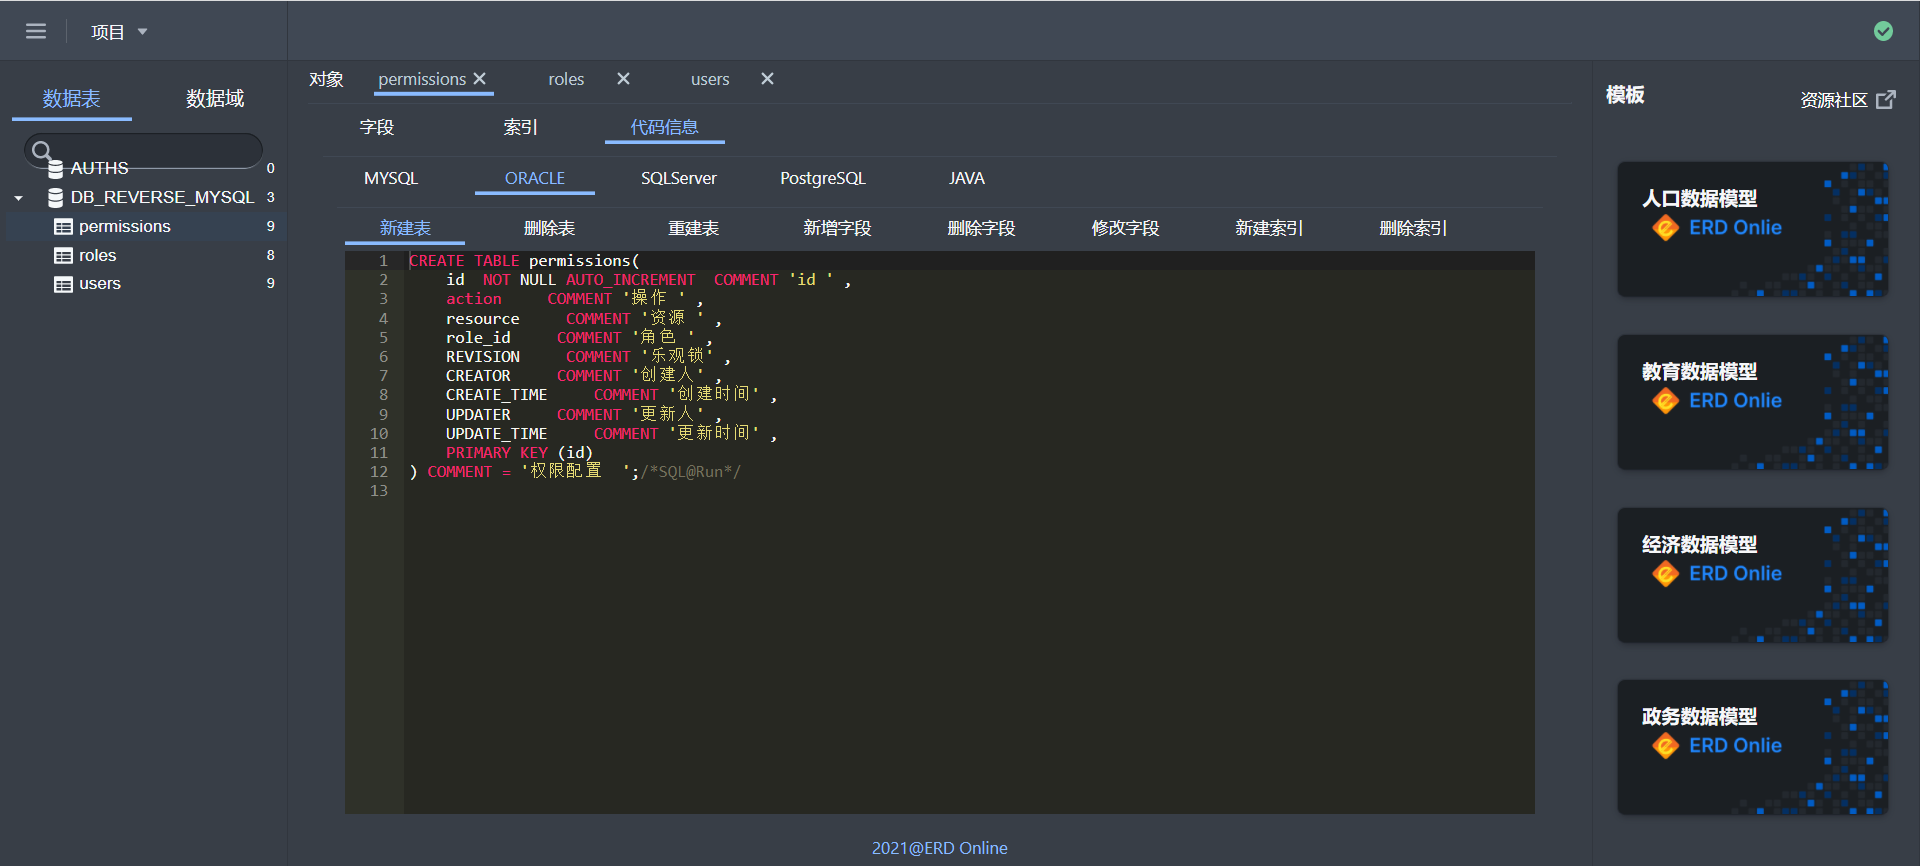 项目
数据表 数据域
AUTHS 0
DB_REVERSE_MYSQL 3
permissions 9
roles 8
users 9
对象 permissions roles users
字段 索引 代码信息
MYSQL ORACLE SQLServer PostgreSQL JAVA
新建表 删除表 重建表 新增字段 删除字段 修改字段 新建索引 删除索引
1 CREATE TABLE permissions(
2 id  NOT NULL AUTO_INCREMENT  COMMENT 'id ' ,
3 action     COMMENT '操作 ' ,
4 resource     COMMENT '资源 ' ,
5 role_id     COMMENT '角色 ' ,
6 REVISION     COMMENT '乐观锁' ,
7 CREATOR     COMMENT '创建人' ,
8 CREATE_TIME     COMMENT '创建时间' ,
9 UPDATER     COMMENT '更新人' ,
10 UPDATE_TIME     COMMENT '更新时间' ,
11 PRIMARY KEY (id)
12 ) COMMENT = '权限配置  ';/*SQL@Run*/
13
2021@ERD Online
模板 资源社区
人口数据模型
ERD Onlie
教育数据模型
ERD Onlie
经济数据模型
ERD Onlie
政务数据模型
ERD Onlie